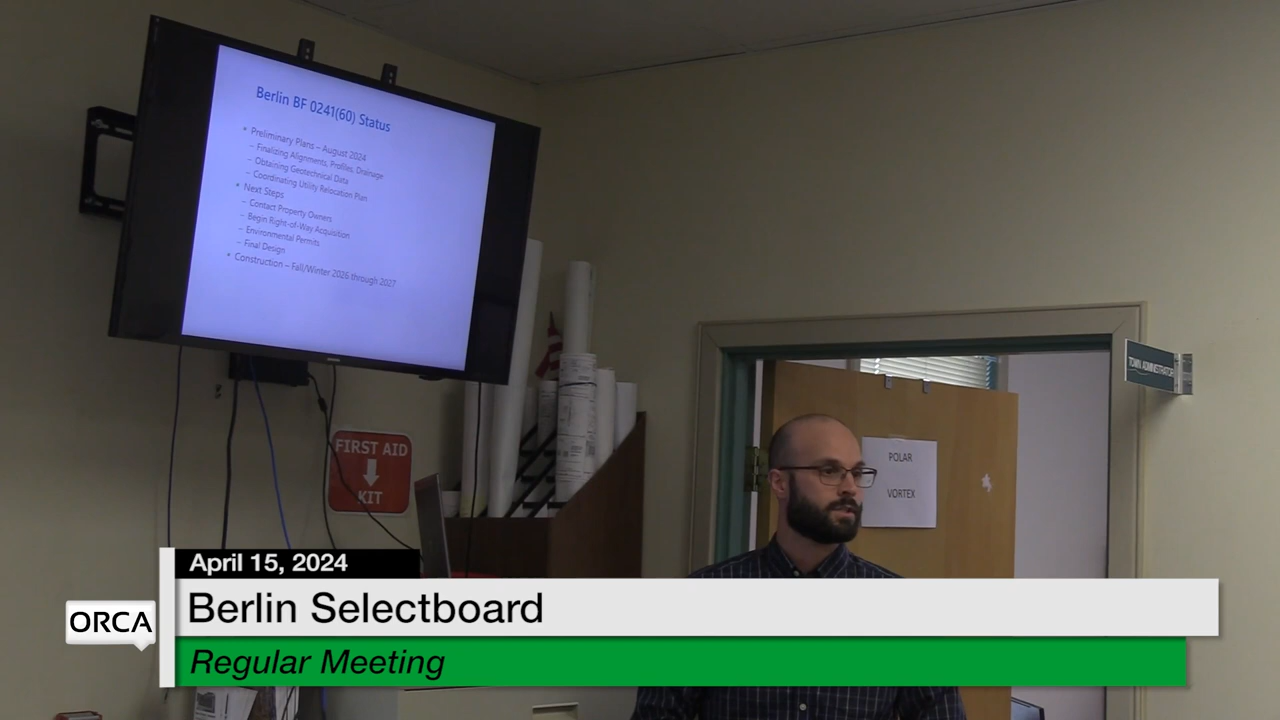 Berlin BF 0241(60) Status
• Preliminary Plans – August 2024
– Finalizing Alignments, Profiles, Drainage
– Obtaining Geotechnical Data
– Coordinating Utility Relocation Plan
• Next Steps
– Contact Property Owners
– Begin Right-of-Way Acquisition
– Environmental Permits
– Final Design
• Construction – Fall/Winter 2026 through 2027
TOWN ADMINISTRATOR
FIRST AID
KIT
POLAR
VORTEX
April 15, 2024
Berlin Selectboard
ORCA
Regular Meeting